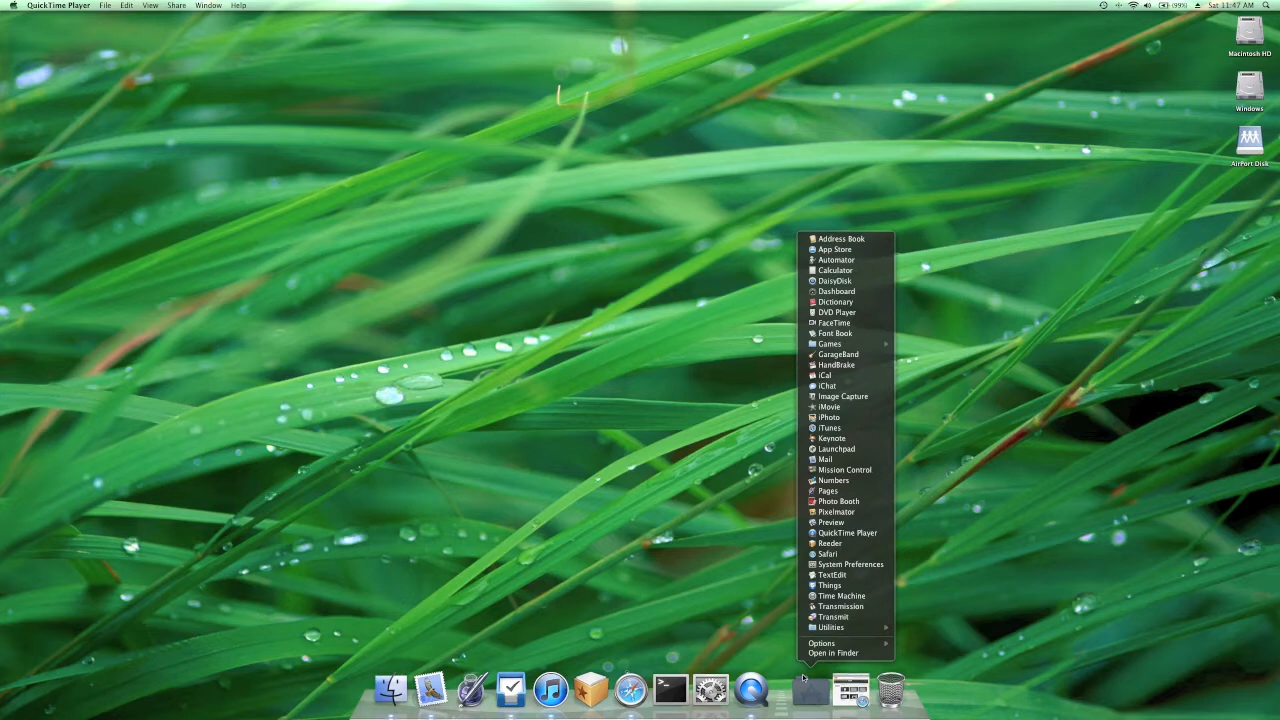 QuickTime Player File Edit View Share Window Help (99%) Sat 11:47 AM
Macintosh HD
Windows
AirPort Disk
Address Book
App Store
Automator
Calculator
DaisyDisk
Dashboard
Dictionary
DVD Player
FaceTime
Font Book
Games
GarageBand
HandBrake
iCal
iChat
Image Capture
iMovie
iPhoto
iTunes
Keynote
Launchpad
Mail
Mission Control
Numbers
Pages
Photo Booth
Pixelmator
Preview
QuickTime Player
Reeder
Safari
System Preferences
TextEdit
Things
Time Machine
Transmission
Transmit
Utilities
Options
Open in Finder